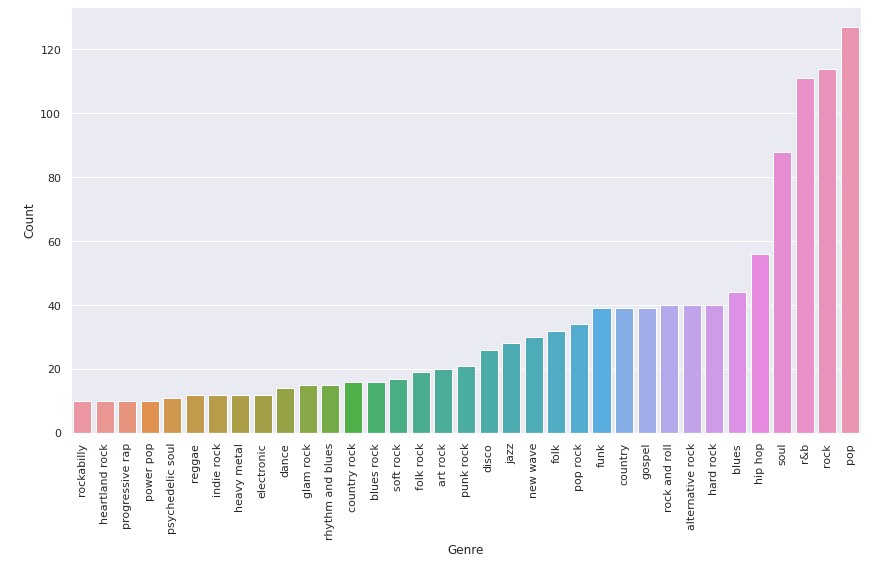 120
100
80
60
40
20
0
Count
rockabilly
heartland rock
progressive rap
power pop
psychedelic soul
reggae
indie rock
heavy metal
electronic
dance
glam rock
rhythm and blues
country rock
blues rock
soft rock
folk rock
art rock
punk rock
disco
jazz
new wave
folk
pop rock
funk
country
gospel
rock and roll
alternative rock
hard rock
blues
hip hop
soul
r&b
rock
pop
Genre